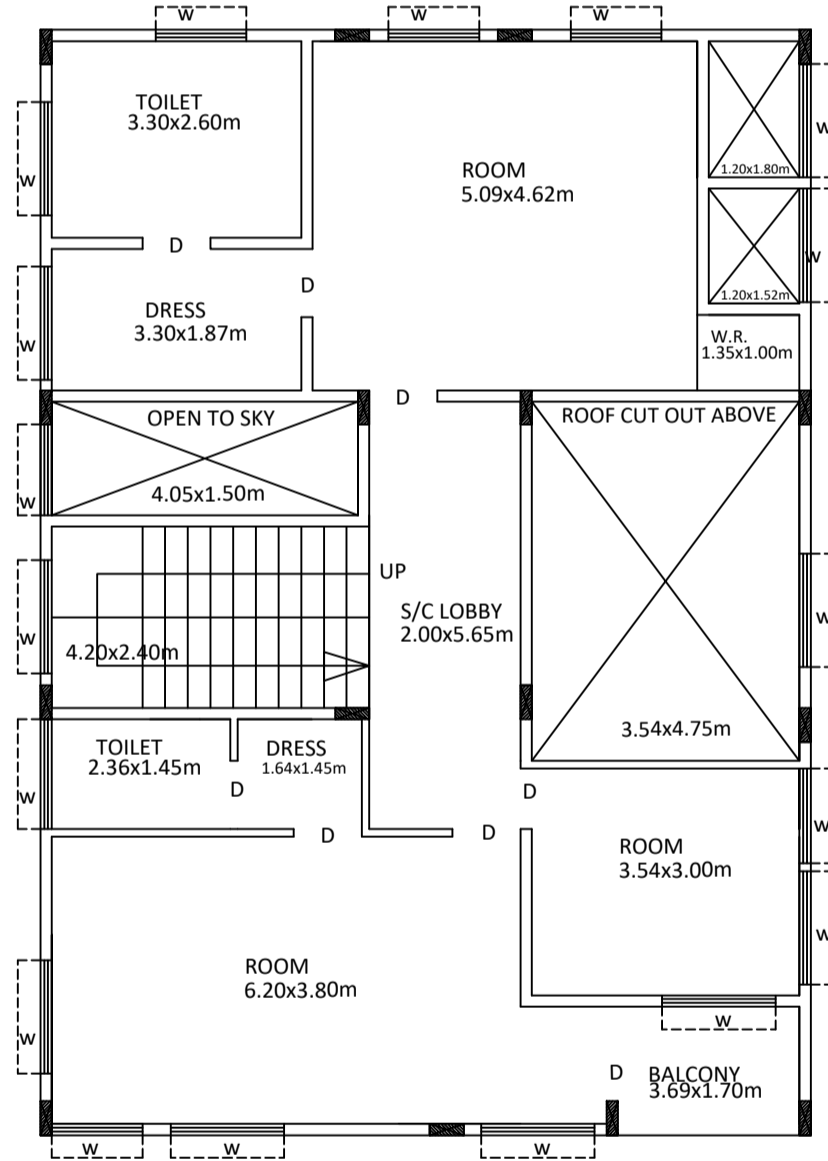 W
W
W
TOILET
3.30x2.60m
W
W
ROOM
5.09x4.62m
1.20x1.80m
D
D
W
1.20x1.52m
DRESS
3.30x1.87m
W
W.R.
1.35x1.00m
D
OPEN TO SKY
4.05x1.50m
W
ROOF CUT OUT ABOVE
3.54x4.75m
UP
S/C LOBBY
2.00x5.65m
W
W
4.20x2.40m
TOILET
2.36x1.45m
DRESS
1.64x1.45m
W
D
D
D
D
W
ROOM
3.54x3.00m
W
ROOM
6.20x3.80m
W
W
D
BALCONY
3.69x1.70m
W
W
W